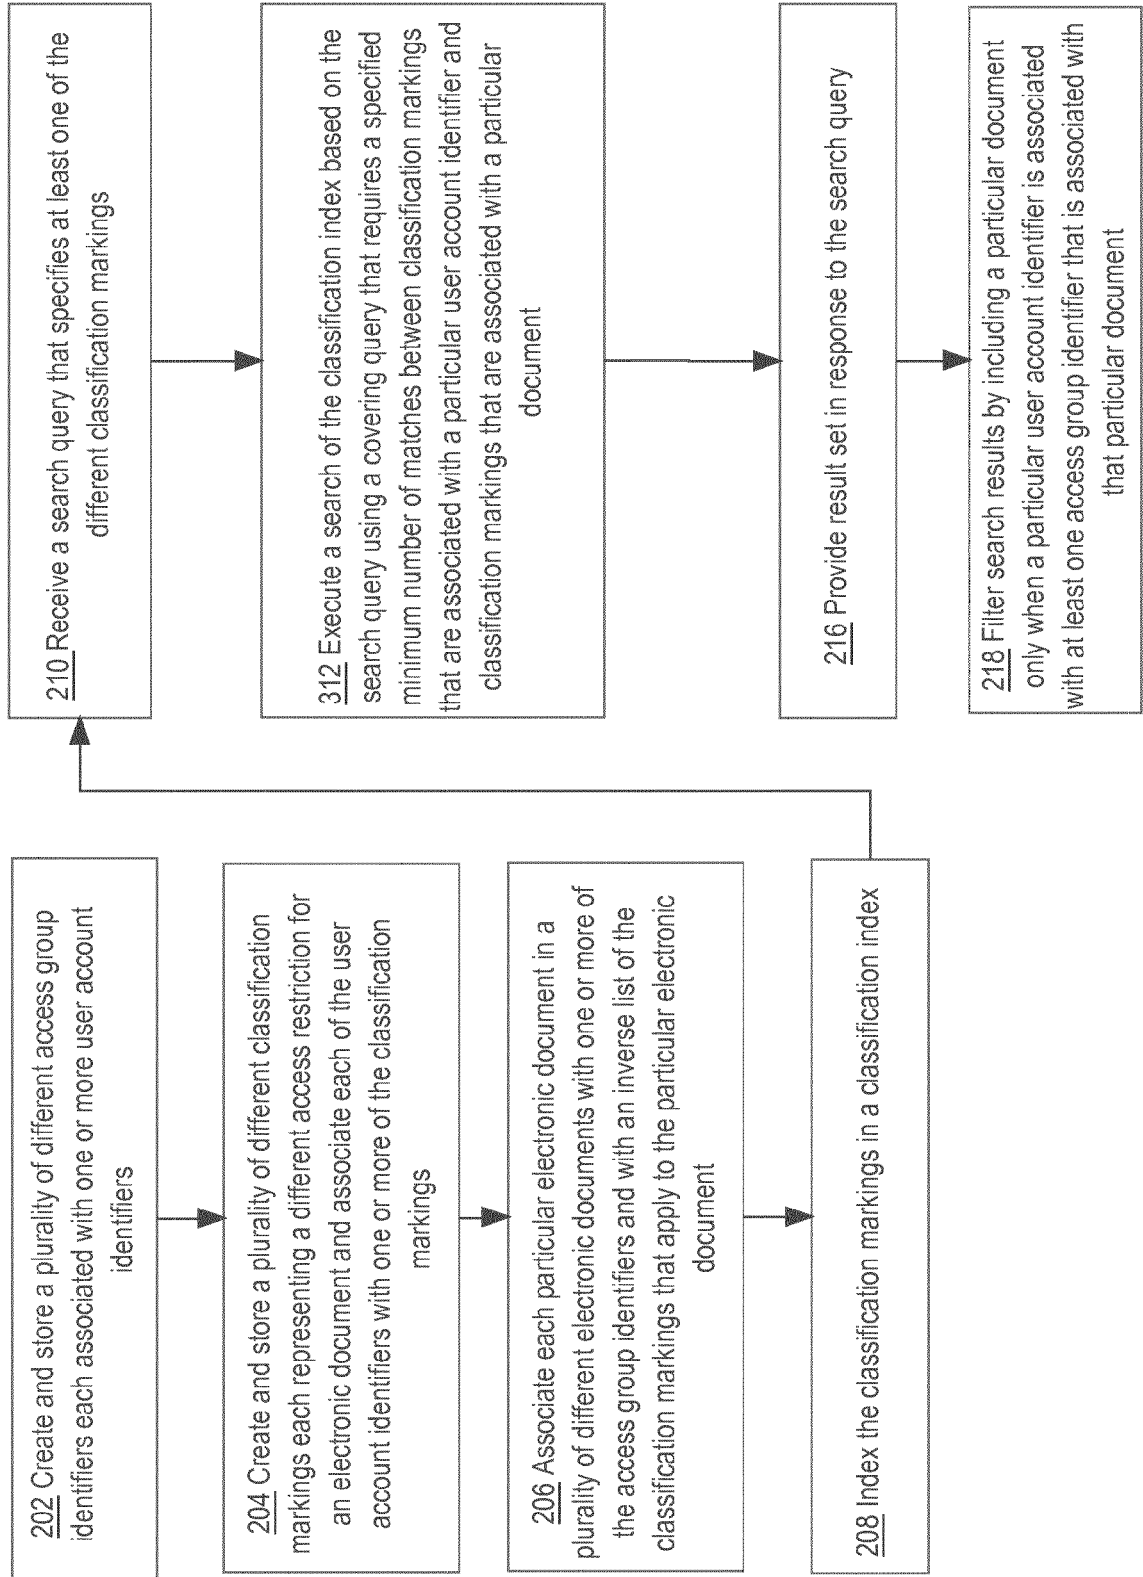 202 Create and store a plurality of different access group
identifiers each associated with one or more user account
identifiers
204 Create and store a plurality of different classification
markings each representing a different access restriction for
an electronic document and associate each of the user
account identifiers with one or more of the classification
markings
206 Associate each particular electronic document in a
plurality of different electronic documents with one or more of
the access group identifiers and with an inverse list of the
classification markings that apply to the particular electronic
document
208 Index the classification markings in a classification index
210 Receive a search query that specifies at least one of the
different classification markings
312 Execute a search of the classification index based on the
search query using a covering query that requires a specified
minimum number of matches between classification markings
that are associated with a particular user account identifier and
classification markings that are associated with a particular
document
216 Provide result set in response to the search query
218 Filter search results by including a particular document
only when a particular user account identifier is associated
with at least one access group identifier that is associated with
that particular document